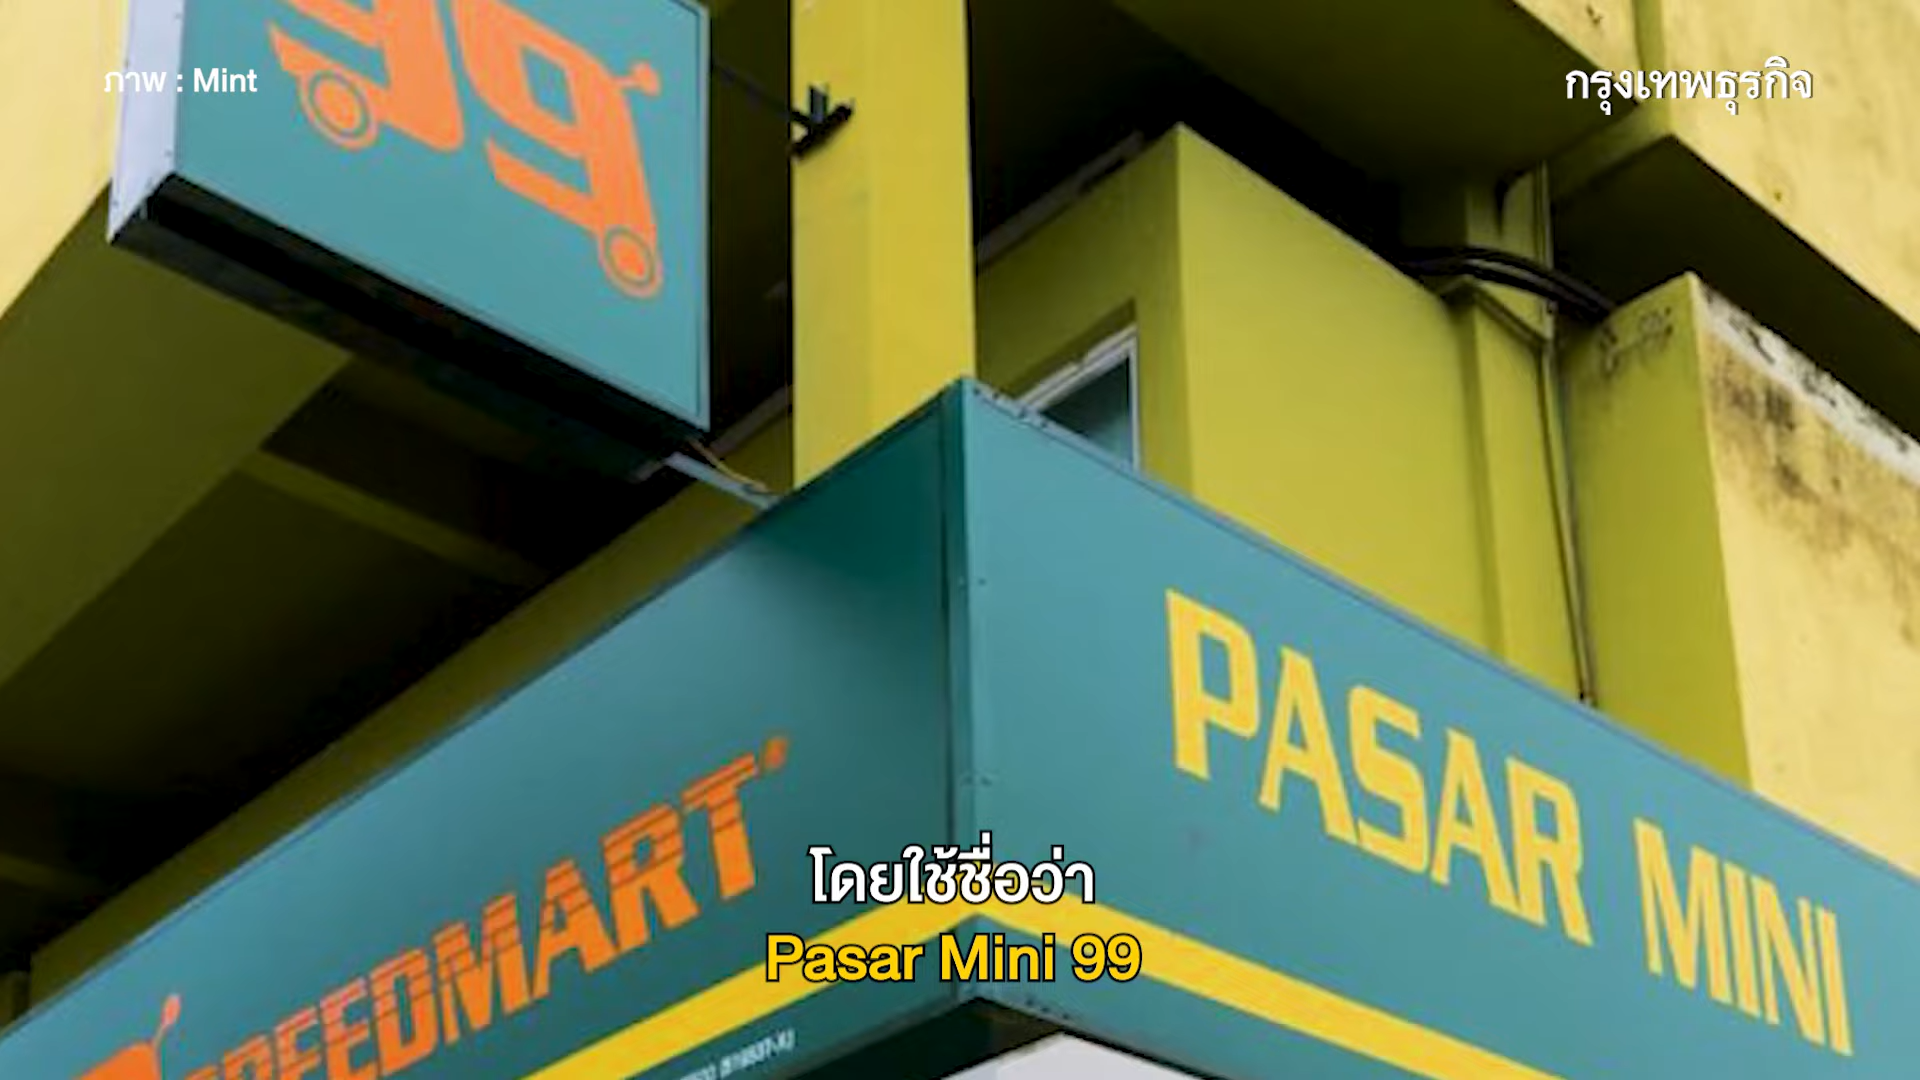 99
ภาพ : Mint
กรุงเทพธุรกิจ
PASAR MINI
SPEEDMART
โดยใช้ชื่อว่า
Pasar Mini 99